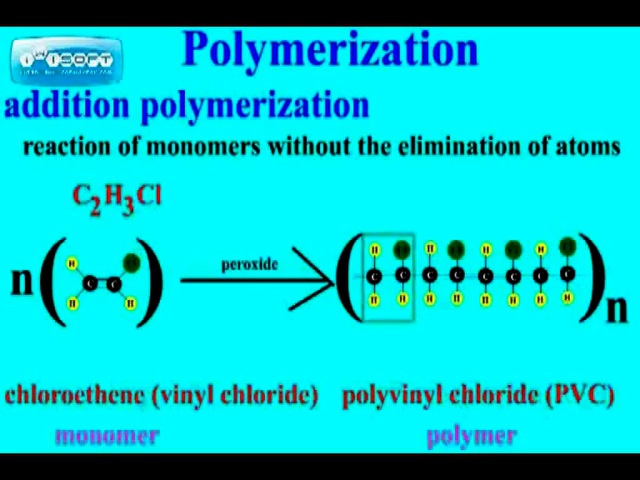 Polymerization
addition polymerization
reaction of monomers without the elimination of atoms
C2H3Cl
n
peroxide
H H H H H
C C C C C C C C C C
H H H H H H H H H H
n
chloroethene (vinyl chloride) polyvinyl chloride (PVC)
monomer polymer